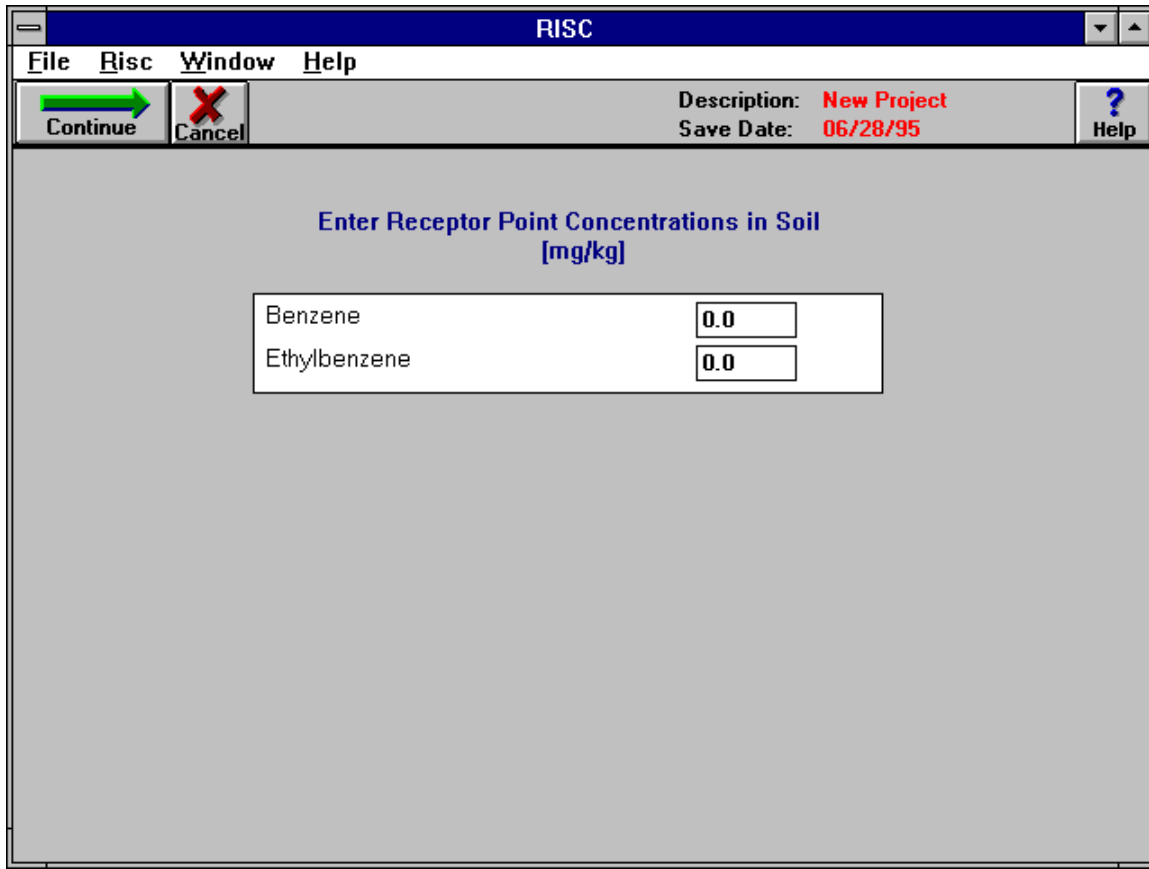 RISC
File Risc Window Help
Continue Cancel Description: New Project
Save Date: 06/28/95
? Help
Enter Receptor Point Concentrations in Soil
[mg/kg]
Benzene 0.0
Ethylbenzene 0.0